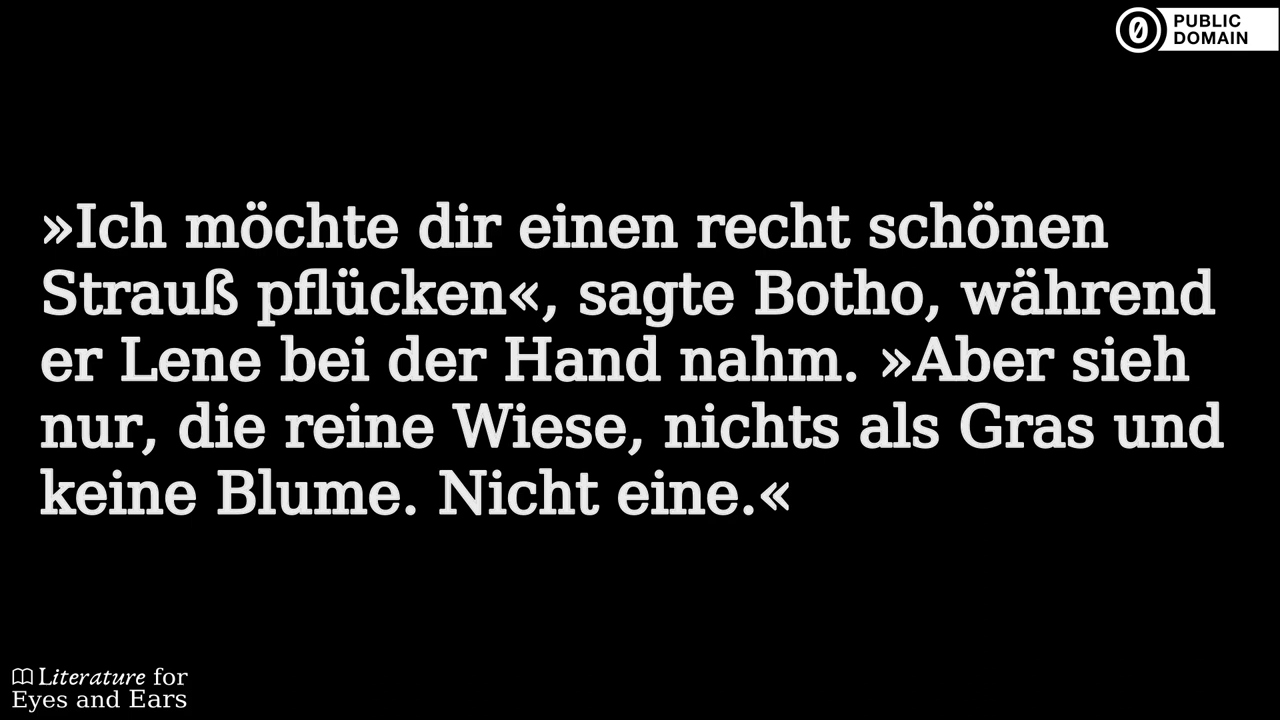 PUBLIC
DOMAIN
»Ich möchte dir einen recht schönen
Strauß pflücken«, sagte Botho, während
er Lene bei der Hand nahm. »Aber sieh
nur, die reine Wiese, nichts als Gras und
keine Blume. Nicht eine.«
Literature for
Eyes and Ears